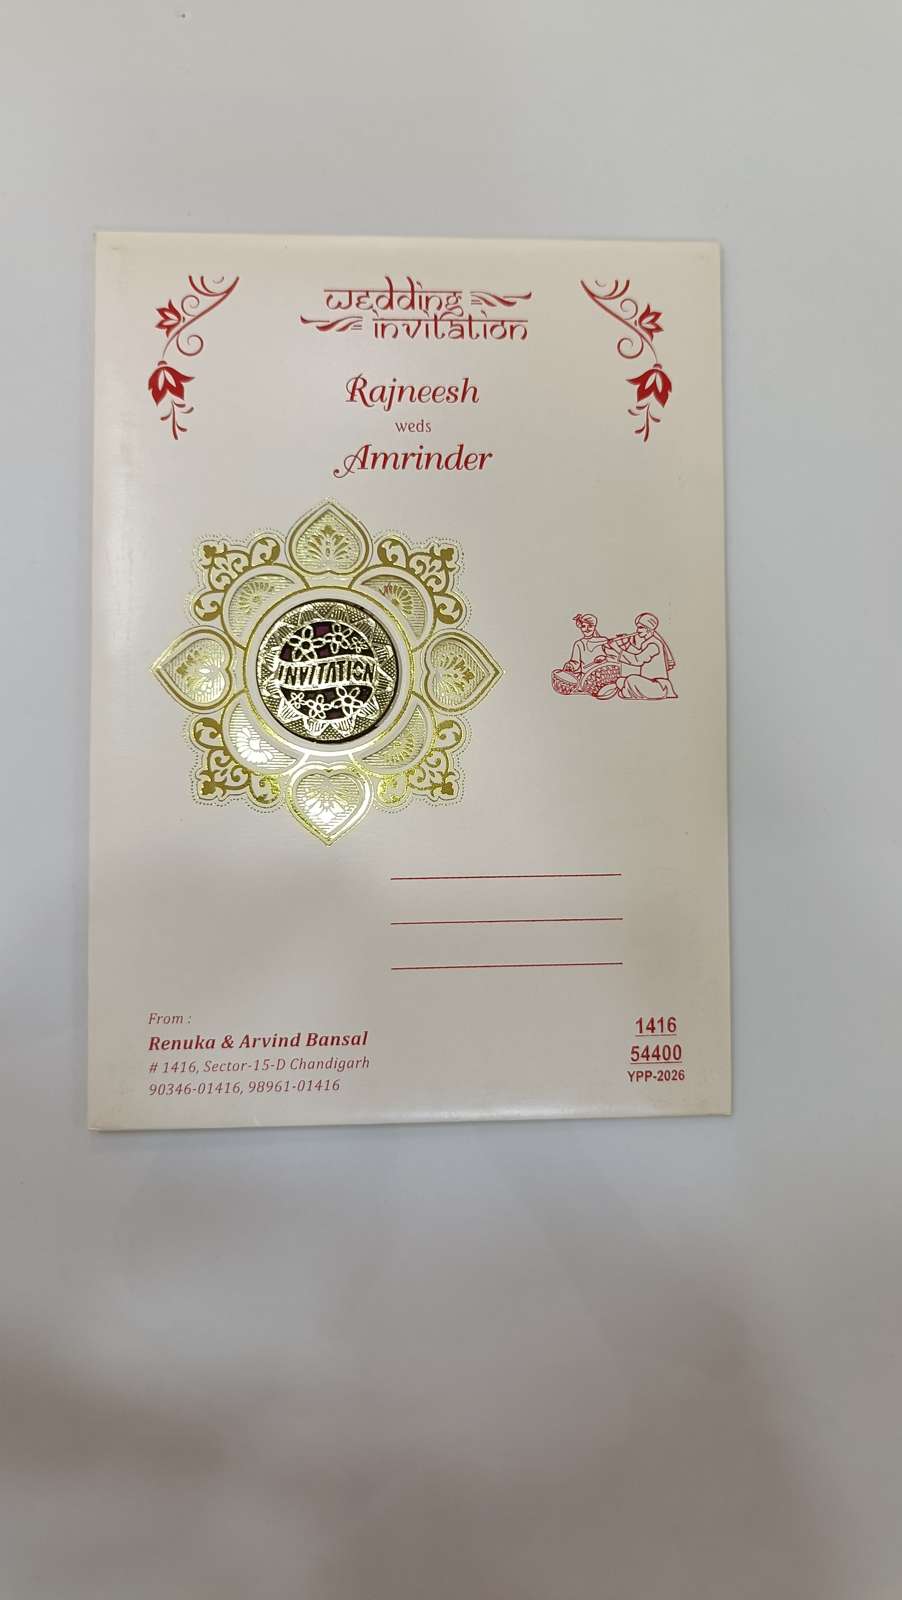 wedding
invitation
Rajneesh
weds
Amrinder
INVITATION
From :
Renuka & Arvind Bansal
# 1416, Sector-15-D Chandigarh
90346-01416, 98961-01416
1416
54400
YPP-2026